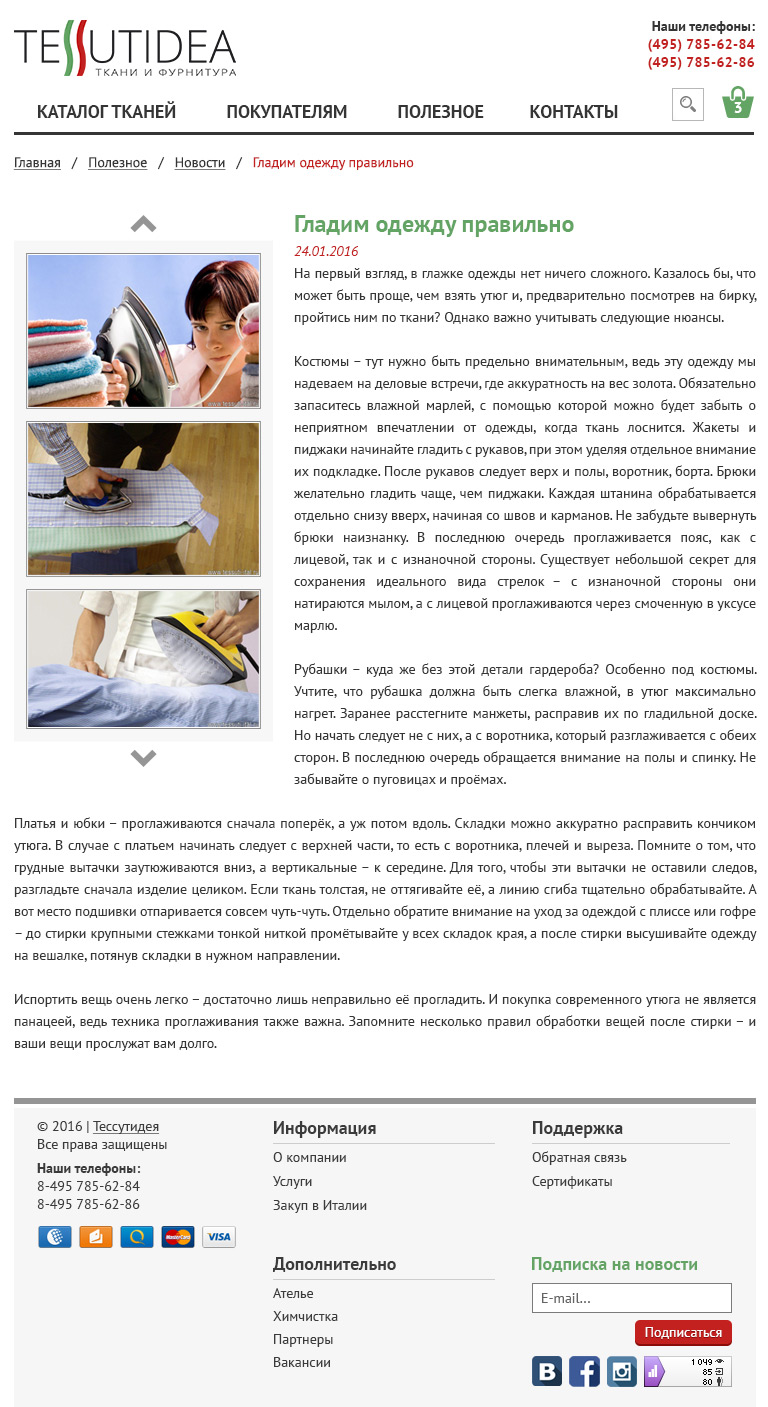 TESSUTIDEA
ТКАНИ И ФУРНИТУРА
Наши телефоны:
(495) 785-62-84
(495) 785-62-86
КАТАЛОГ ТКАНЕЙ ПОКУПАТЕЛЯМ ПОЛЕЗНОЕ КОНТАКТЫ 3
Главная / Полезное / Новости / Гладим одежду правильно
Гладим одежду правильно
24.01.2016
На первый взгляд, в глажке одежды нет ничего сложного. Казалось бы, что
может быть проще, чем взять утюг и, предварительно посмотрев на бирку,
пройтись ним по ткани? Однако важно учитывать следующие нюансы.
Костюмы – тут нужно быть предельно внимательным, ведь эту одежду мы
надеваем на деловые встречи, где аккуратность на вес золота. Обязательно
запаситесь влажной марлей, с помощью которой можно будет забыть о
неприятном впечатлении от одежды, когда ткань лоснится. Жакеты и
пиджаки начинайте гладить с рукавов, при этом уделяя отдельное внимание
их подкладке. После рукавов следует верх и полы, воротник, борта. Брюки
желательно гладить чаще, чем пиджаки. Каждая штанина обрабатывается
отдельно снизу вверх, начиная со швов и карманов. Не забудьте вывернуть
брюки наизнанку. В последнюю очередь проглаживается пояс, как с
лицевой, так и с изнаночной стороны. Существует небольшой секрет для
сохранения идеального вида стрелок – с изнаночной стороны они
натираются мылом, а с лицевой проглаживаются через смоченную в уксусе
марлю.
Рубашки – куда же без этой детали гардероба? Особенно под костюмы.
Учтите, что рубашка должна быть слегка влажной, в утюг максимально
нагрет. Заранее расстегните манжеты, расправив их по гладильной доске.
Но начать следует не с них, а с воротника, который разглаживается с обеих
сторон. В последнюю очередь обращается внимание на полы и спинку. Не
забывайте о пуговицах и проёмах.
Платья и юбки – проглаживаются сначала поперёк, а уж потом вдоль. Складки можно аккуратно расправить кончиком
утюга. В случае с платьем начинать следует с верхней части, то есть с воротника, плечей и выреза. Помните о том, что
грудные вытачки заутюживаются вниз, а вертикальные – к середине. Для того, чтобы эти вытачки не оставили следов,
разгладьте сначала изделие целиком. Если ткань толстая, не оттягивайте её, а линию сгиба тщательно обрабатывайте. А
вот место подшивки отпаривается совсем чуть-чуть. Отдельно обратите внимание на уход за одеждой с плиссе или гофре
– до стирки крупными стежками тонкой ниткой промётывайте у всех складок края, а после стирки высушивайте одежду
на вешалке, потянув складки в нужном направлении.
Испортить вещь очень легко – достаточно лишь неправильно её прогладить. И покупка современного утюга не является
панацеей, ведь техника проглаживания также важна. Запомните несколько правил обработки вещей после стирки – и
ваши вещи прослужат вам долго.
© 2016 | Тессутидея
Все права защищены
Наши телефоны:
8-495 785-62-84
8-495 785-62-86
MasterCard VISA
Информация
О компании
Услуги
Закуп в Италии
Поддержка
Обратная связь
Сертификаты
Дополнительно
Ателье
Химчистка
Партнеры
Вакансии
Подписка на новости
E-mail...
Подписаться
B f
1 049
85
80